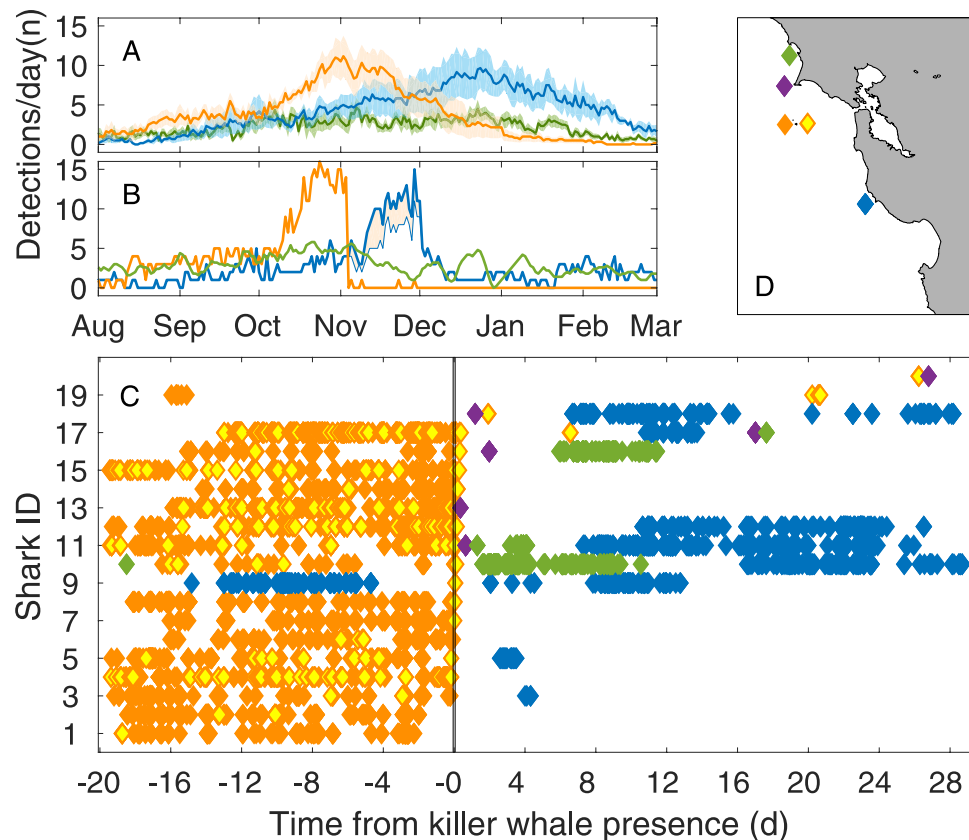 Detections/day(n)
15
10
5
0
A
15
10
5
0
B
Aug Sep Oct Nov Dec Jan Feb Mar
D
Shark ID
C
19
17
15
13
11
9
7
5
3
1
-20 -16 -12 -8 -4 -0 4 8 12 16 20 24 28
Time from killer whale presence (d)